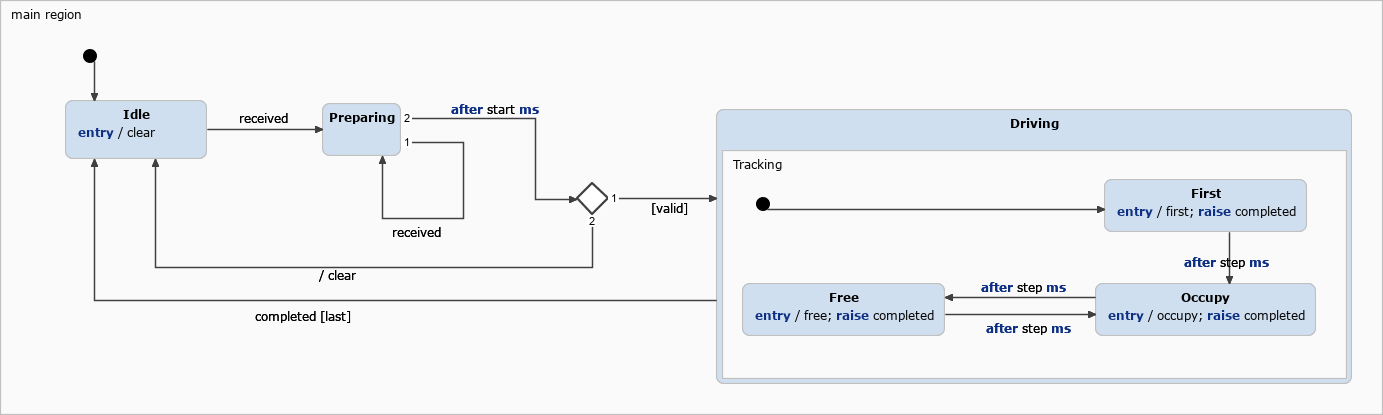 main region
Idle
entry / clear
received
Preparing
2
after start ms
1
received
1
[valid]
2
/ clear
completed [last]
Driving
Tracking
First
entry / first; raise completed
after step ms
Free
entry / free; raise completed
after step ms
after step ms
Occupy
entry / occupy; raise completed